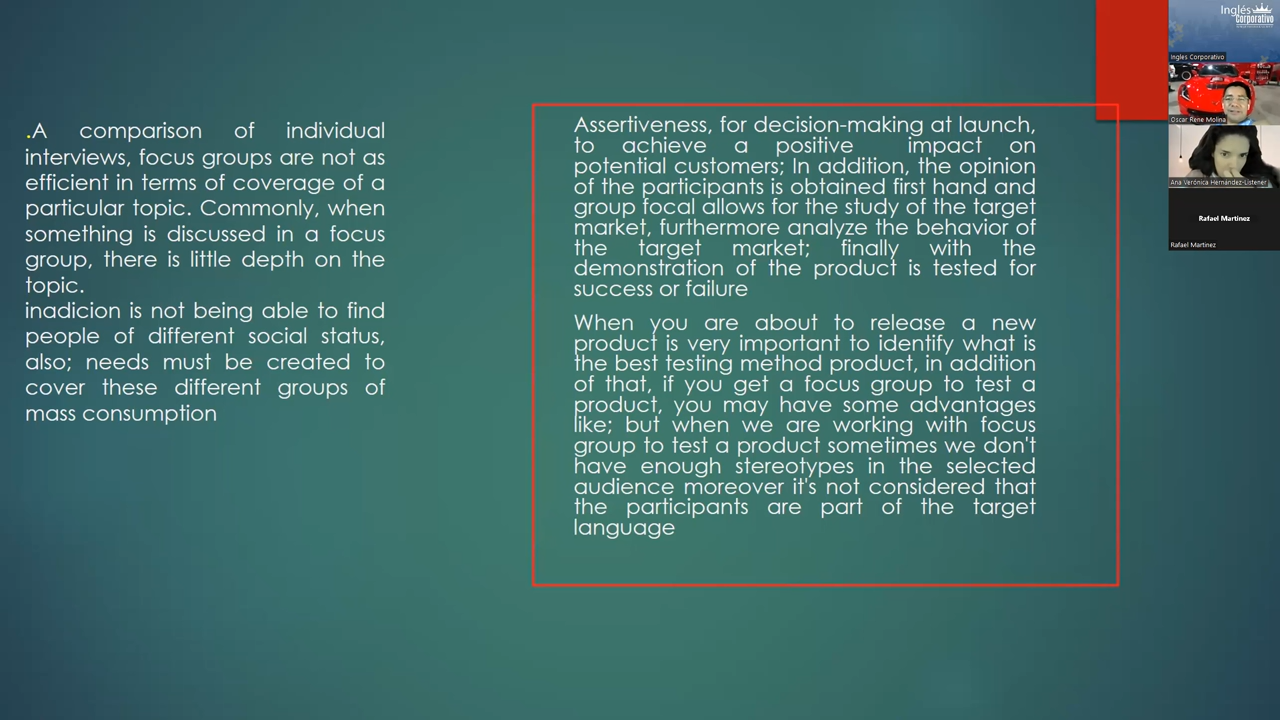 .A comparison of individual
interviews, focus groups are not as
efficient in terms of coverage of a
particular topic. Commonly, when
something is discussed in a focus
group, there is little depth on the
topic.
inadicion is not being able to find
people of different social status,
also; needs must be created to
cover these different groups of
mass consumption
Assertiveness, for decision-making at launch,
to achieve a positive impact on
potential customers; In addition, the opinion
of the participants is obtained first hand and
group focal allows for the study of the target
market, furthermore analyze the behavior of
the target market; finally with the
demonstration of the product is tested for
success or failure
When you are about to release a new
product is very important to identify what is
the best testing method product, in addition
of that, if you get a focus group to test a
product, you may have some advantages
like; but when we are working with focus
group to test a product sometimes we don't
have enough stereotypes in the selected
audience moreover it's not considered that
the participants are part of the target
language
Inglés
Corporativo
Ingles Corporativo
Oscar Rene Molina
Ana Verónica Hernandez-Listener
Rafael Martinez
Rafael Martinez